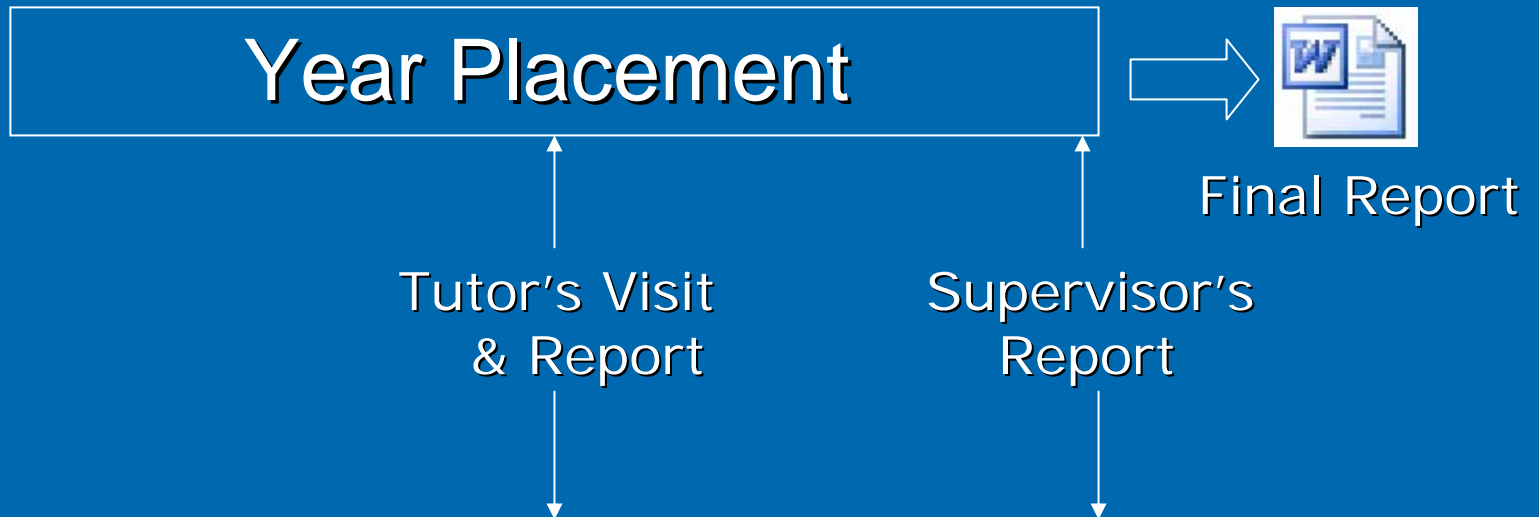 Year Placement
W
Final Report
Tutor's Visit
& Report
Supervisor's
Report